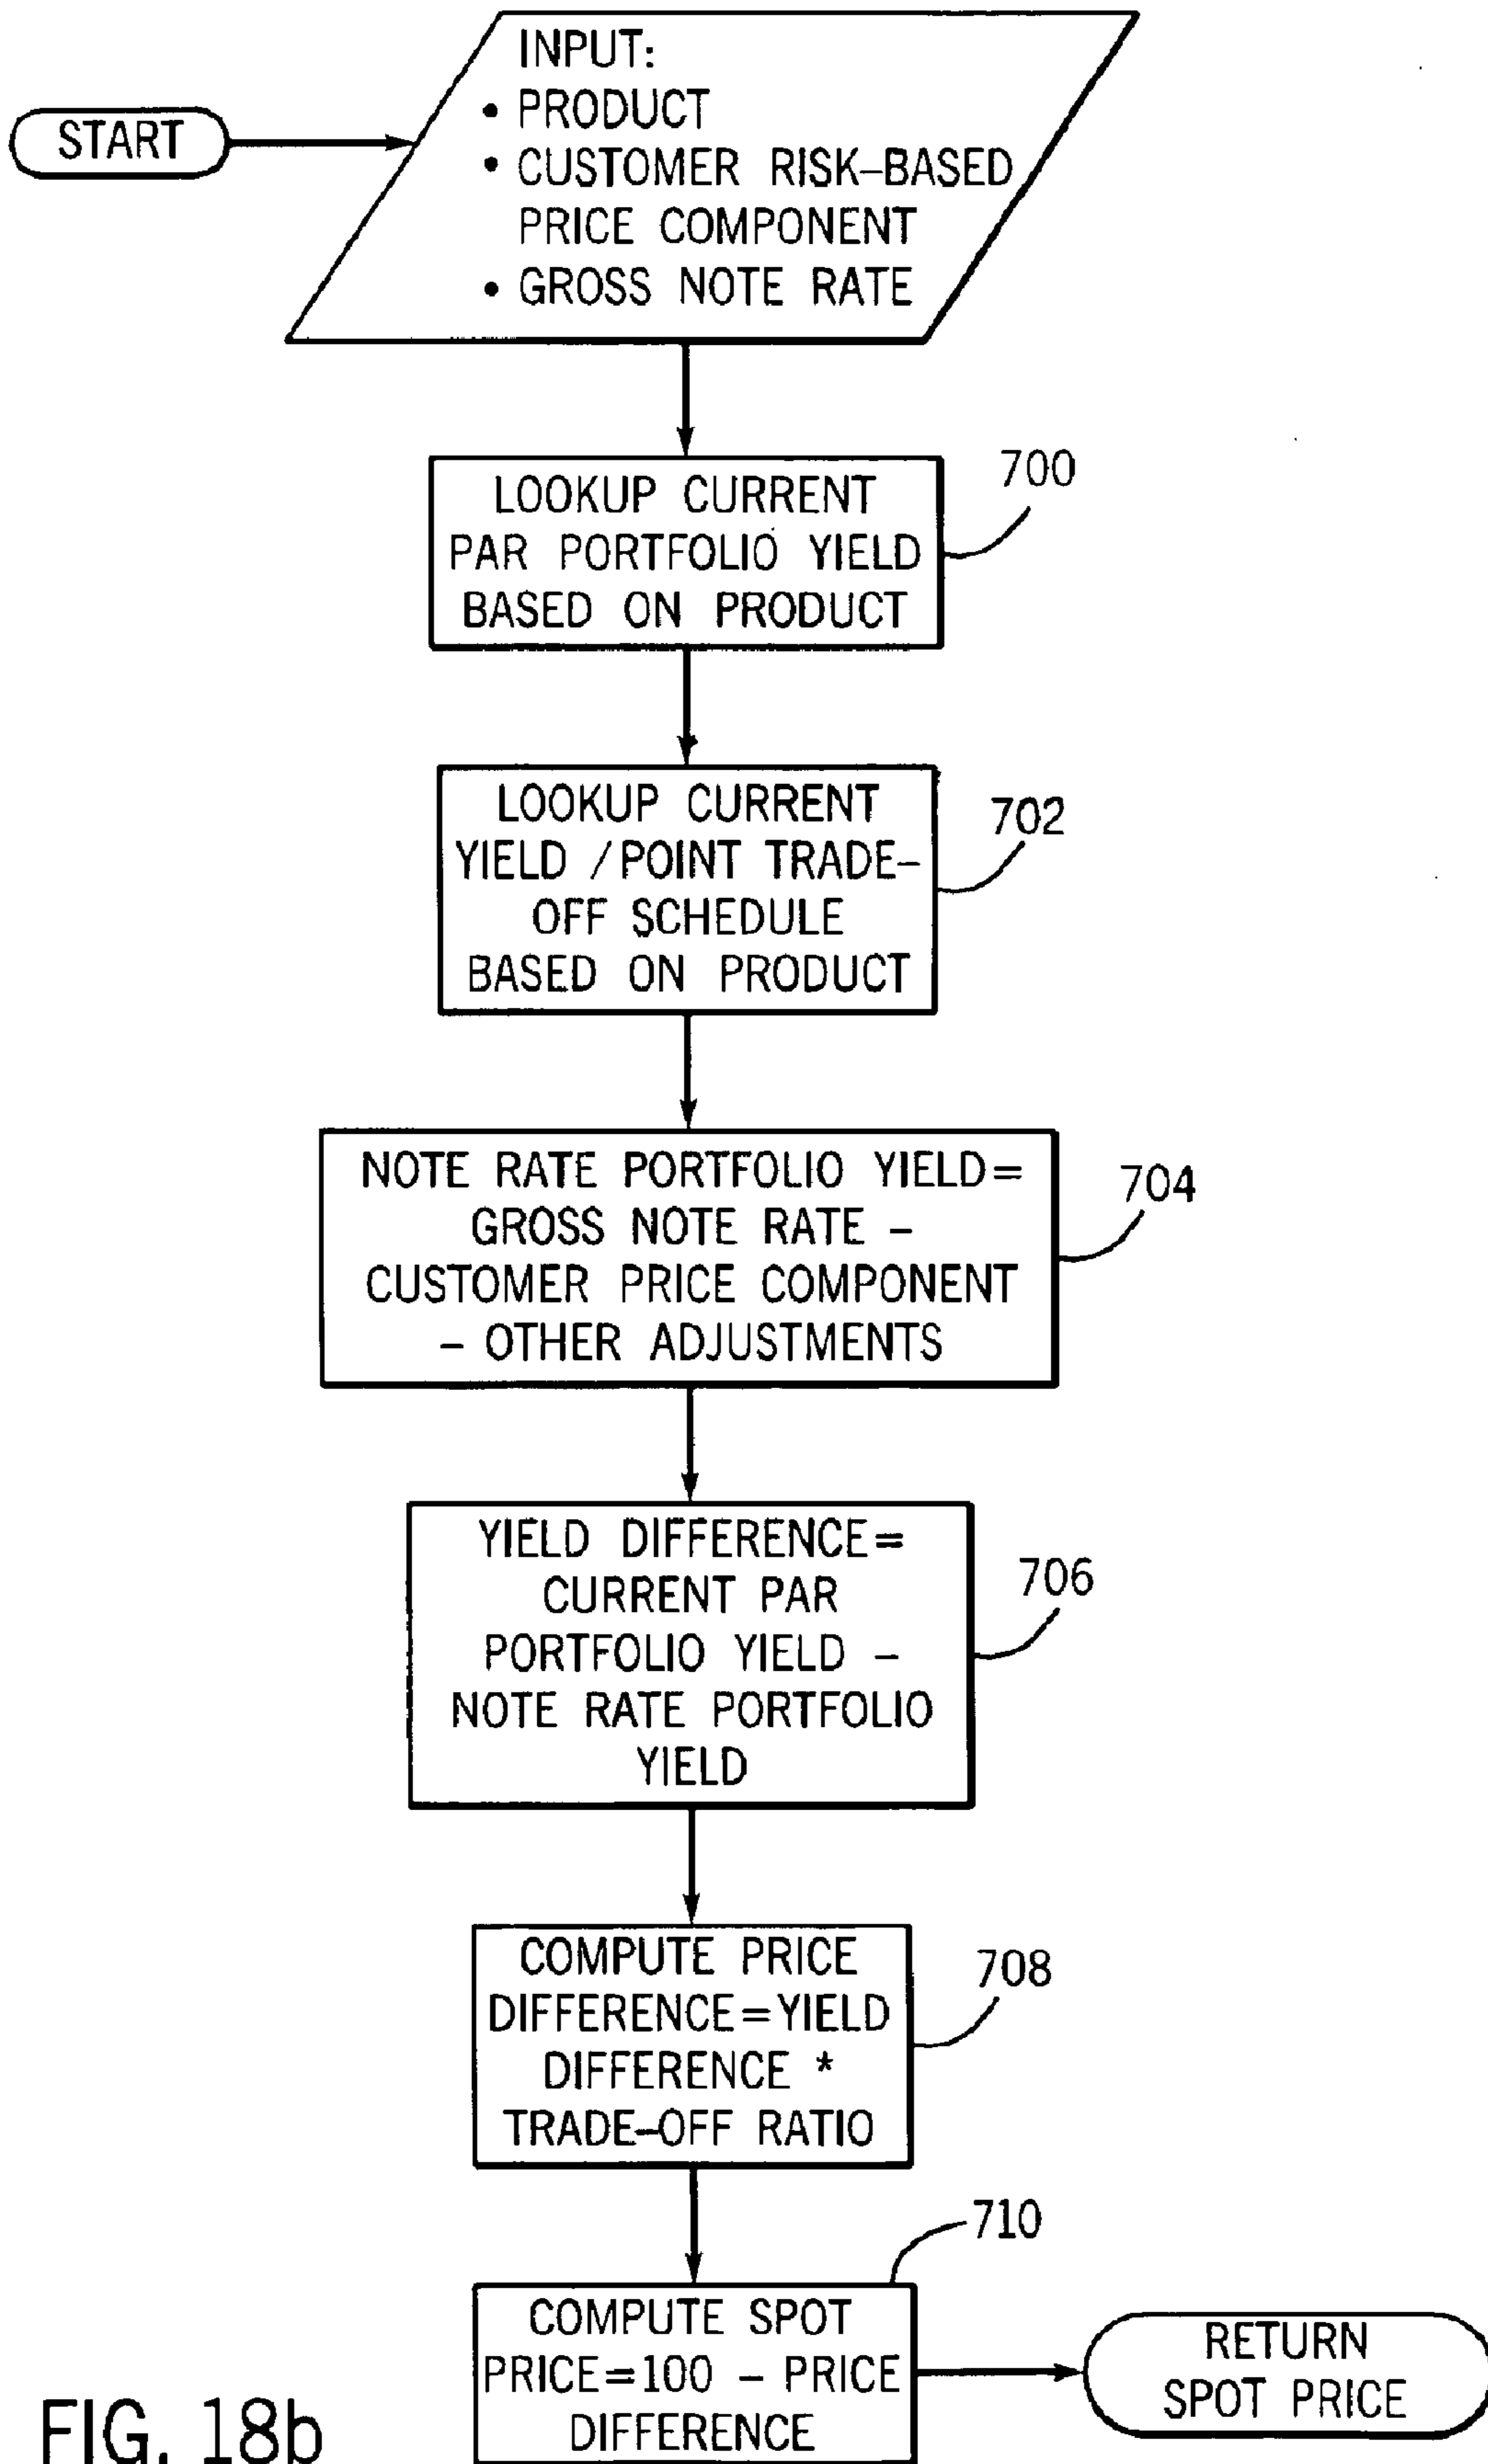 START
INPUT:
• PRODUCT
• CUSTOMER RISK–BASED
PRICE COMPONENT
• GROSS NOTE RATE
LOOKUP CURRENT
PAR PORTFOLIO YIELD
BASED ON PRODUCT
700
LOOKUP CURRENT
YIELD /POINT TRADE–
OFF SCHEDULE
BASED ON PRODUCT
702
NOTE RATE PORTFOLIO YIELD=
GROSS NOTE RATE –
CUSTOMER PRICE COMPONENT
– OTHER ADJUSTMENTS
704
YIELD DIFFERENCE=
CURRENT PAR
PORTFOLIO YIELD –
NOTE RATE PORTFOLIO
YIELD
706
COMPUTE PRICE
DIFFERENCE=YIELD
DIFFERENCE *
TRADE–OFF RATIO
708
710
COMPUTE SPOT
PRICE=100 – PRICE
DIFFERENCE
RETURN
SPOT PRICE
FIG. 18b